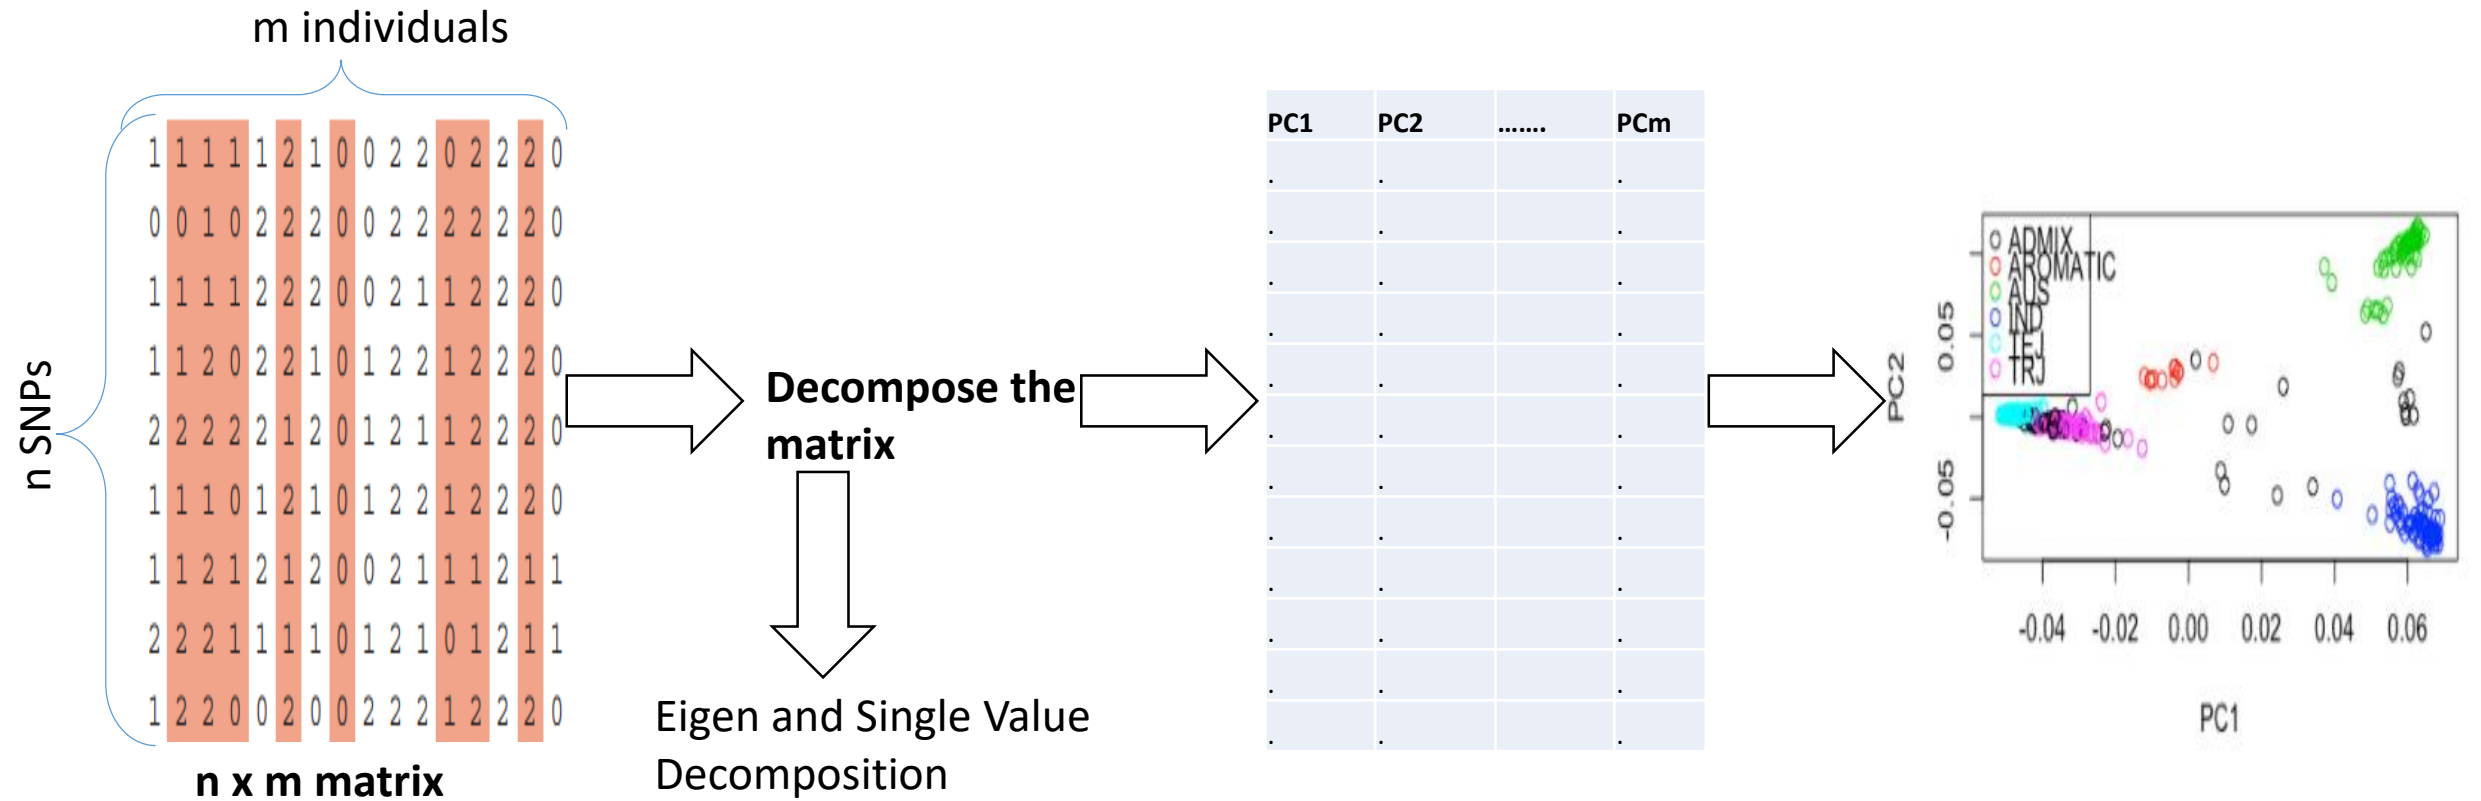 m individuals
n SNPs
1 1 1 1 1 2 1 0 0 2 2 0 2 2 2 0
0 0 1 0 2 2 2 0 0 2 2 2 2 2 2 0
1 1 1 1 2 2 2 0 0 2 1 1 2 2 2 0
1 1 2 0 2 2 1 0 1 2 2 1 2 2 2 0
2 2 2 2 2 1 2 0 1 2 1 1 2 2 2 0
1 1 1 0 1 2 1 0 1 2 2 1 2 2 2 0
1 1 2 1 2 1 2 0 0 2 1 1 1 2 1 1
2 2 2 1 1 1 1 0 1 2 1 0 1 2 1 1
1 2 2 0 0 2 0 0 2 2 2 1 2 2 2 0
n x m matrix
Decompose the
matrix
Eigen and Single Value
Decomposition
PC1 PC2 ....... PCm
. . .
. . .
. . .
. . .
. . .
. . .
. . .
. . .
. . .
. . .
. . .
. . .
ADMIX
AROMATIC
AUS
IND
TEJ
TRJ
PC2
0.05
-0.05
-0.04 -0.02 0.00 0.02 0.04 0.06
PC1